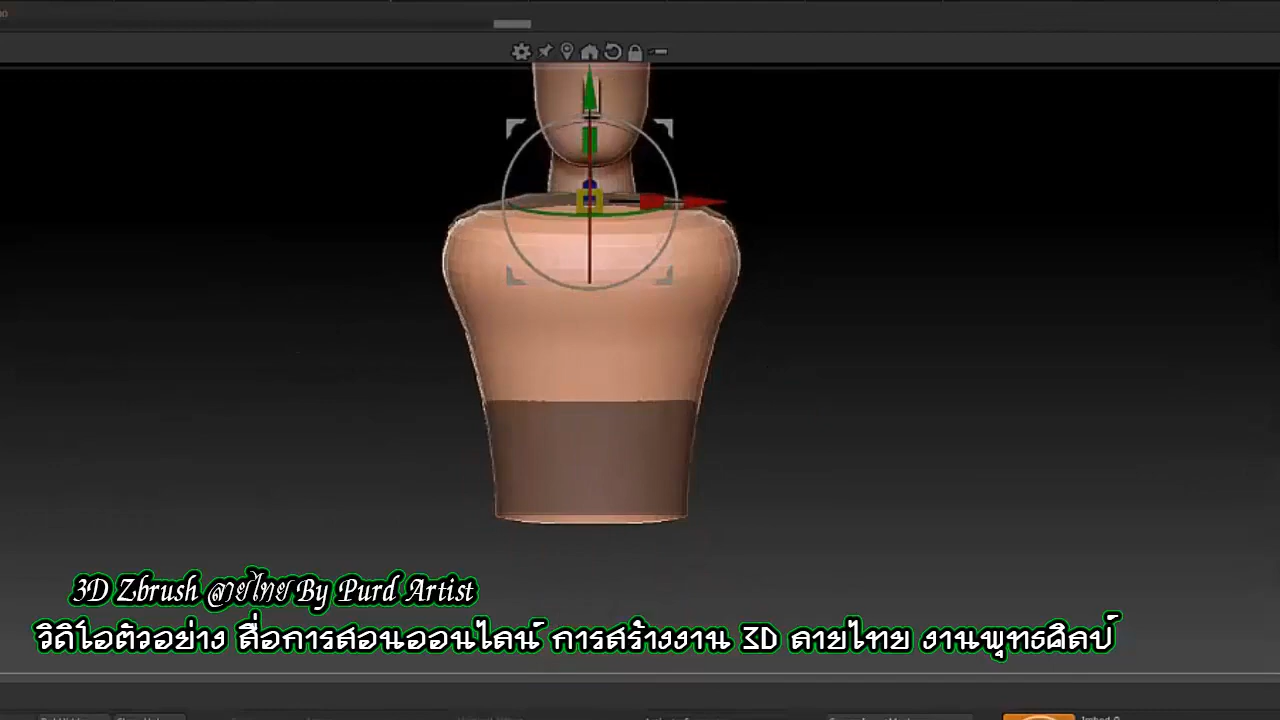 3D Zbrush ลายไทย By Purd Artist
วิดิโอตัวอย่าง สื่อการสอนออนไลน์ การสร้างงาน 3D ลายไทย งานพุทธศิลป์